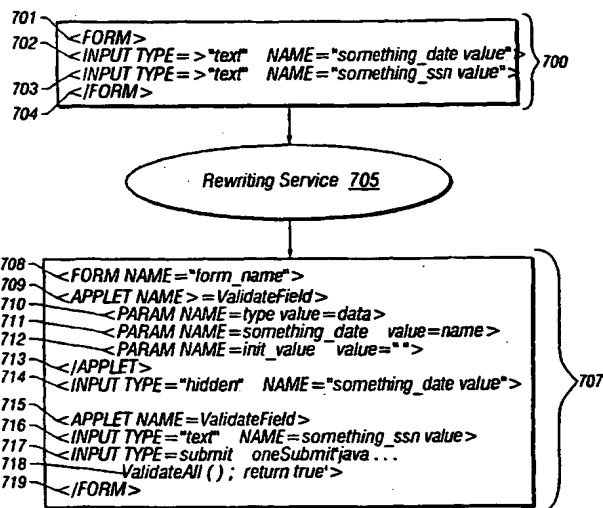 701 <FORM>
702 <INPUT TYPE=>"text" NAME="something_date value">
703 <INPUT TYPE=>"text" NAME="something_ssn value">
704 </FORM>
700
Rewriting Service 705
708 <FORM NAME="form_name">
709 <APPLET NAME>=ValidateField>
710 <PARAM NAME=type value=data>
711 <PARAM NAME=something_date value=name>
712 <PARAM NAME=init_value value="">
713 </APPLET>
714 <INPUT TYPE="hidden" NAME="something_date value">
707
715 <APPLET NAME=ValidateField>
716 <INPUT TYPE="text" NAME=something_ssn value>
717 <INPUT TYPE=submit oneSubmit'java ...
718 ValidateAll () ; return true'>
719 </FORM>